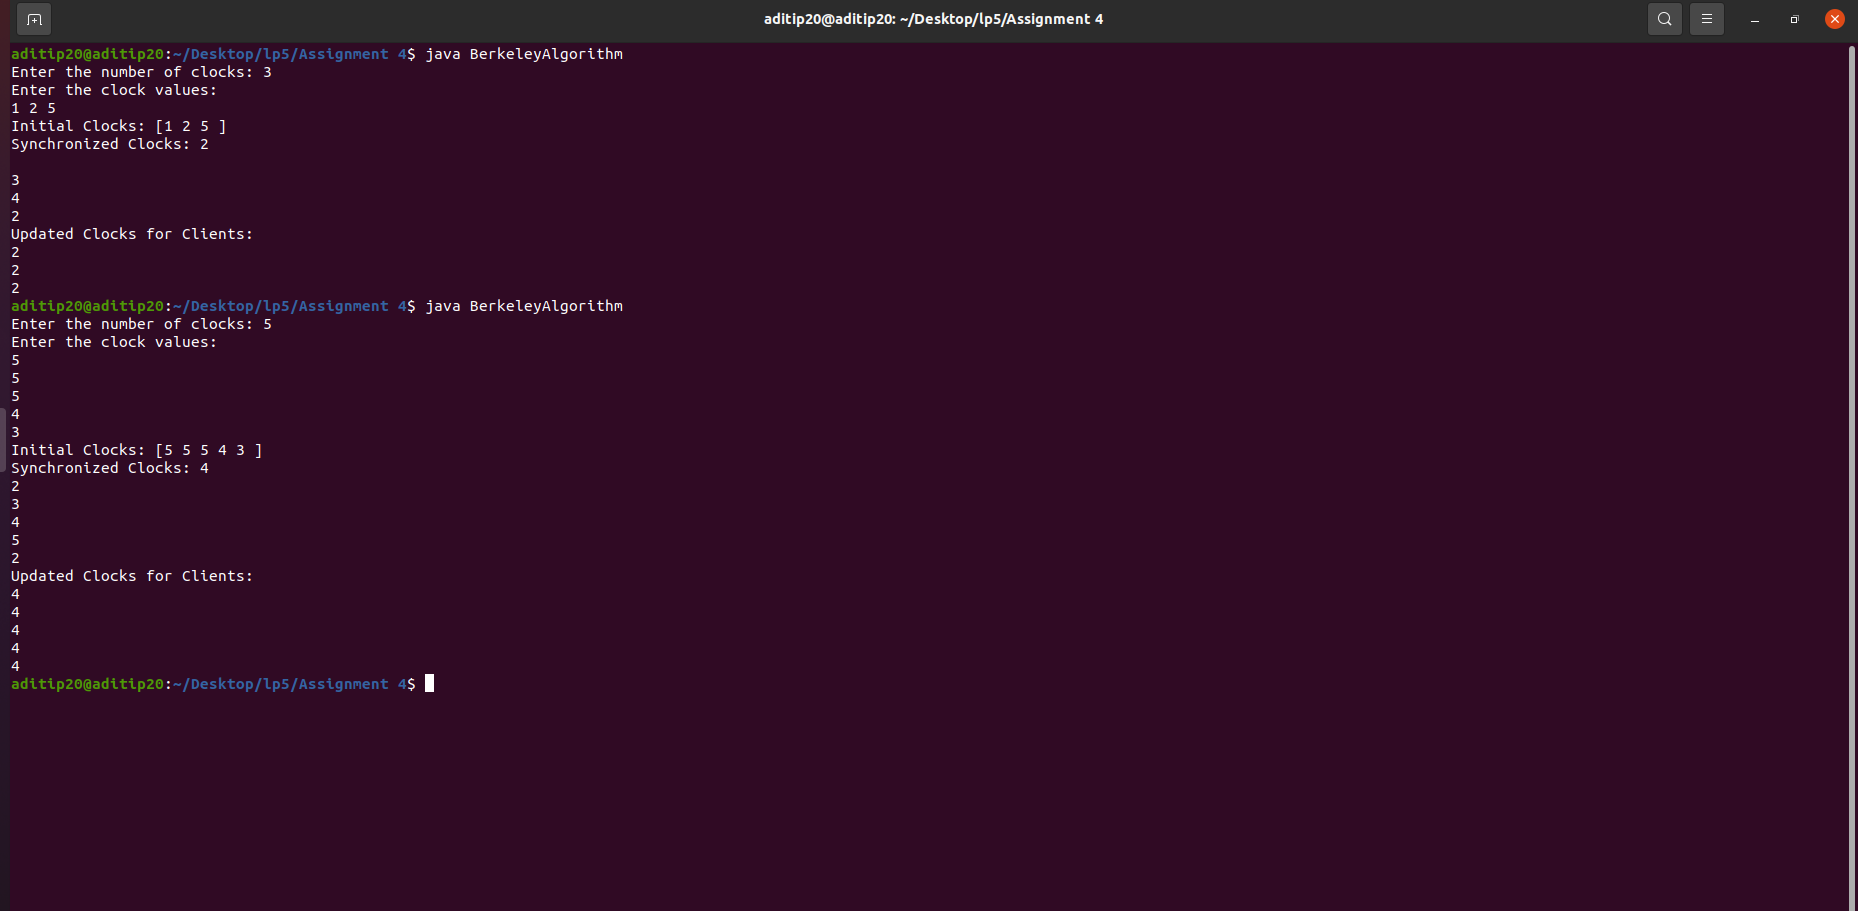 aditip20@aditip20: ~/Desktop/lp5/Assignment 4
aditip20@aditip20:~/Desktop/lp5/Assignment 4$ java BerkeleyAlgorithm
Enter the number of clocks: 3
Enter the clock values:
1 2 5
Initial Clocks: [1 2 5 ]
Synchronized Clocks: 2
3
4
2
Updated Clocks for Clients:
2
2
2
aditip20@aditip20:~/Desktop/lp5/Assignment 4$ java BerkeleyAlgorithm
Enter the number of clocks: 5
Enter the clock values:
5
5
5
4
3
Initial Clocks: [5 5 5 4 3 ]
Synchronized Clocks: 4
2
3
4
5
2
Updated Clocks for Clients:
4
4
4
4
4
aditip20@aditip20:~/Desktop/lp5/Assignment 4$